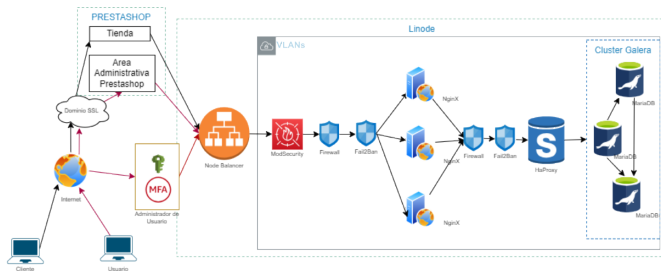 PRESTASHOP
Tienda
Area
Administrativa
Prestashop
Dominio SSL
Internet
MFA
Administrador de
Usuario
Cliente
Usuario
Linode
VLANs
Node Balancer
ModSecurity
Firewall
Fail2Ban
NginX
NginX
NginX
Firewall
Fail2Ban
S
HaProxy
Cluster Galera
MariaDB
MariaDB
MariaDB